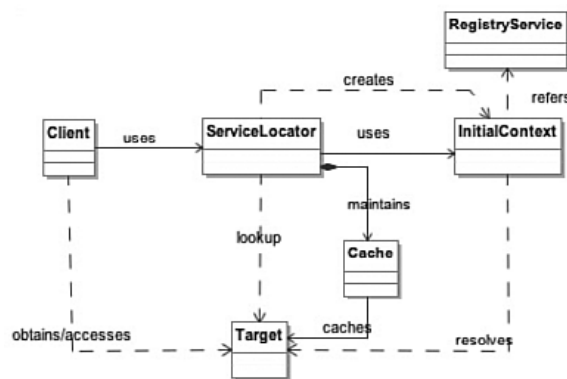 RegistryService
creates
refers
Client
uses
ServiceLocator
uses
InitialContext
maintains
lookup
Cache
obtains/accesses
Target
caches
resolves